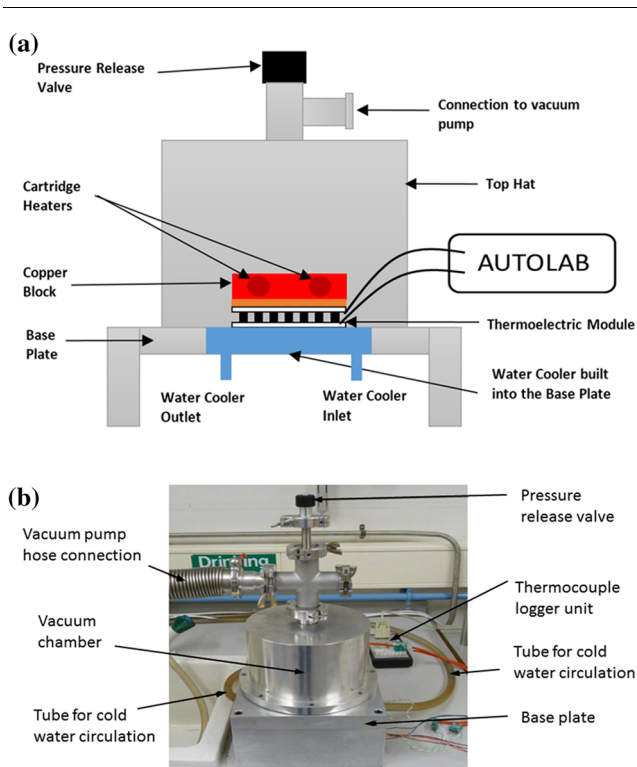 (a)
Pressure Release
Valve
Connection to vacuum
pump
Cartridge
Heaters
Top Hat
AUTOLAB
Copper
Block
Thermoelectric Module
Base
Plate
Water Cooler
Outlet
Water Cooler
Inlet
Water Cooler built
into the Base Plate
(b)
Pressure
release valve
Vacuum pump
hose connection
Drinking
Thermocouple
logger unit
Vacuum
chamber
Tube for cold
water circulation
Tube for cold
water circulation
Base plate